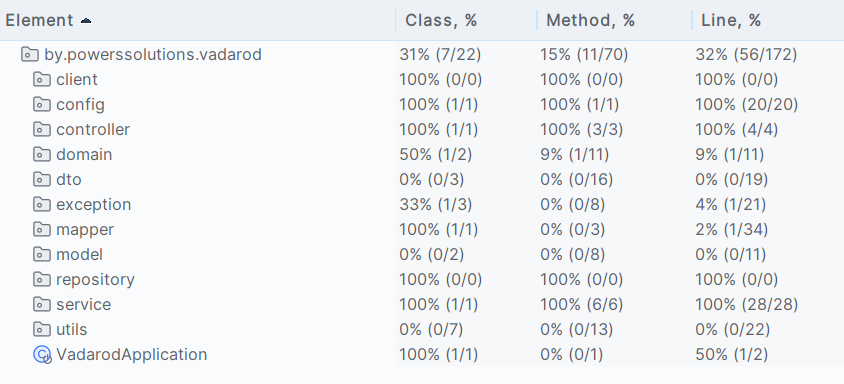 Element Class, % Method, % Line, %
by.powerssolutions.vadarod 31% (7/22) 15% (11/70) 32% (56/172)
client 100% (0/0) 100% (0/0) 100% (0/0)
config 100% (1/1) 100% (1/1) 100% (20/20)
controller 100% (1/1) 100% (3/3) 100% (4/4)
domain 50% (1/2) 9% (1/11) 9% (1/11)
dto 0% (0/3) 0% (0/16) 0% (0/19)
exception 33% (1/3) 0% (0/8) 4% (1/21)
mapper 100% (1/1) 0% (0/3) 2% (1/34)
model 0% (0/2) 0% (0/8) 0% (0/11)
repository 100% (0/0) 100% (0/0) 100% (0/0)
service 100% (1/1) 100% (6/6) 100% (28/28)
utils 0% (0/7) 0% (0/13) 0% (0/22)
VadarodApplication 100% (1/1) 0% (0/1) 50% (1/2)